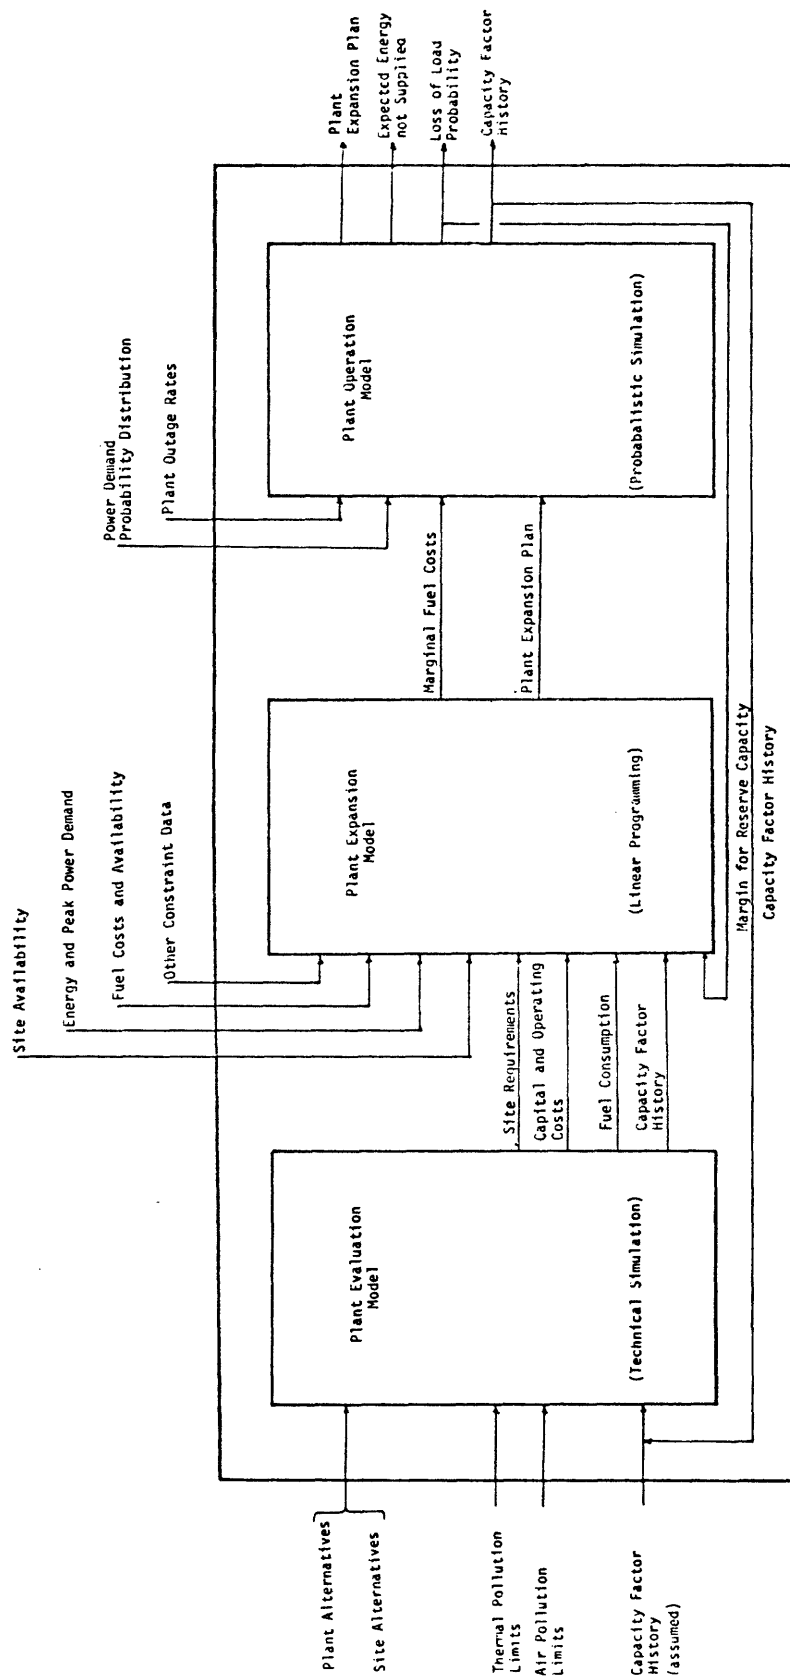 Plant Alternatives
Site Alternatives
Thermal Pollution
Limits
Air Pollution
Limits
Capacity Factor
History
(assumed)
Plant Evaluation
Model
(Technical Simulation)
Site Requirements
Capital and Operating
Costs
Fuel Consumption
Capacity Factor
History
Site Availability
Energy and Peak Power Demand
Fuel Costs and Availability
Other Constraint Data
Plant Expansion
Model
(Linear Programming)
Marginal Fuel Costs
Plant Expansion Plan
Margin for Reserve Capacity
Capacity Factor History
Power Demand
Probability Distribution
Plant Outage Rates
Plant Operation
Model
(Probabalistic Simulation)
Plant
Expansion Plan
Expected Energy
not Supplied
Loss of Load
Probability
Capacity Factor
History